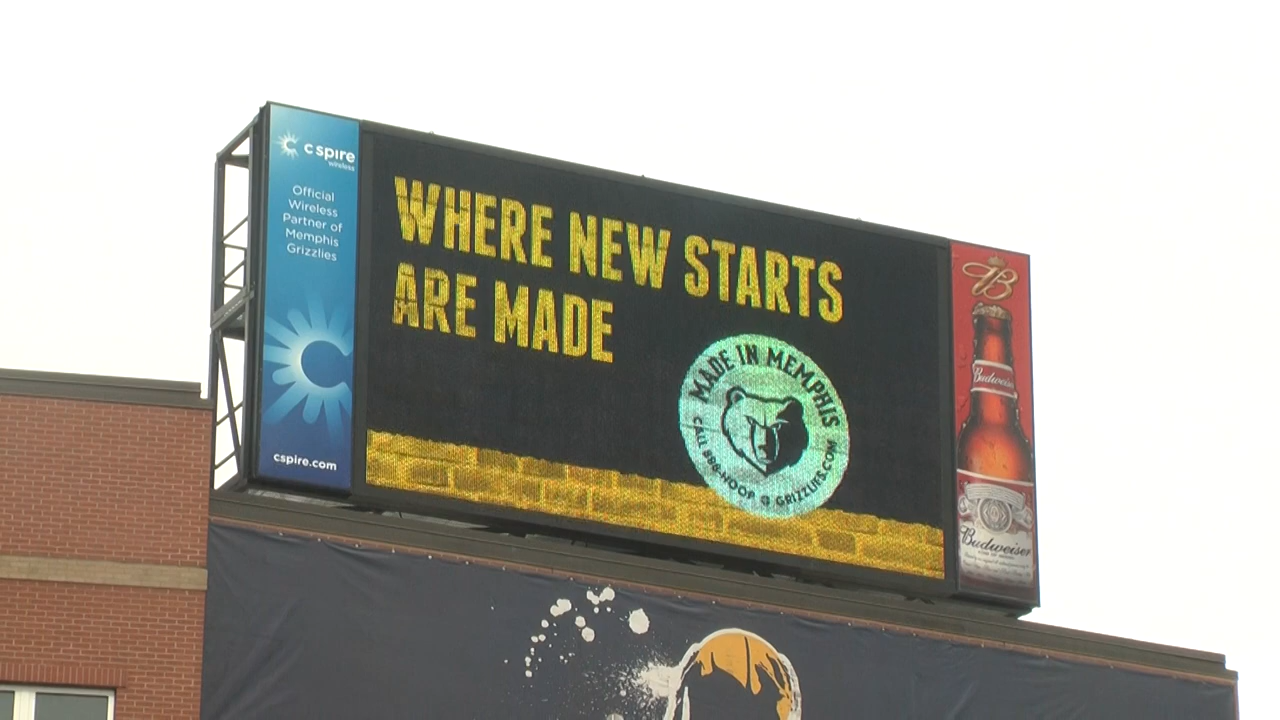 c spire
wireless
Official
Wireless
Partner of
Memphis
Grizzlies
cspire.com
WHERE NEW STARTS
ARE MADE
MADE IN MEMPHIS
CALL 888-HOOP @ GRIZZLIES.COM
B
Budweiser
Budweiser